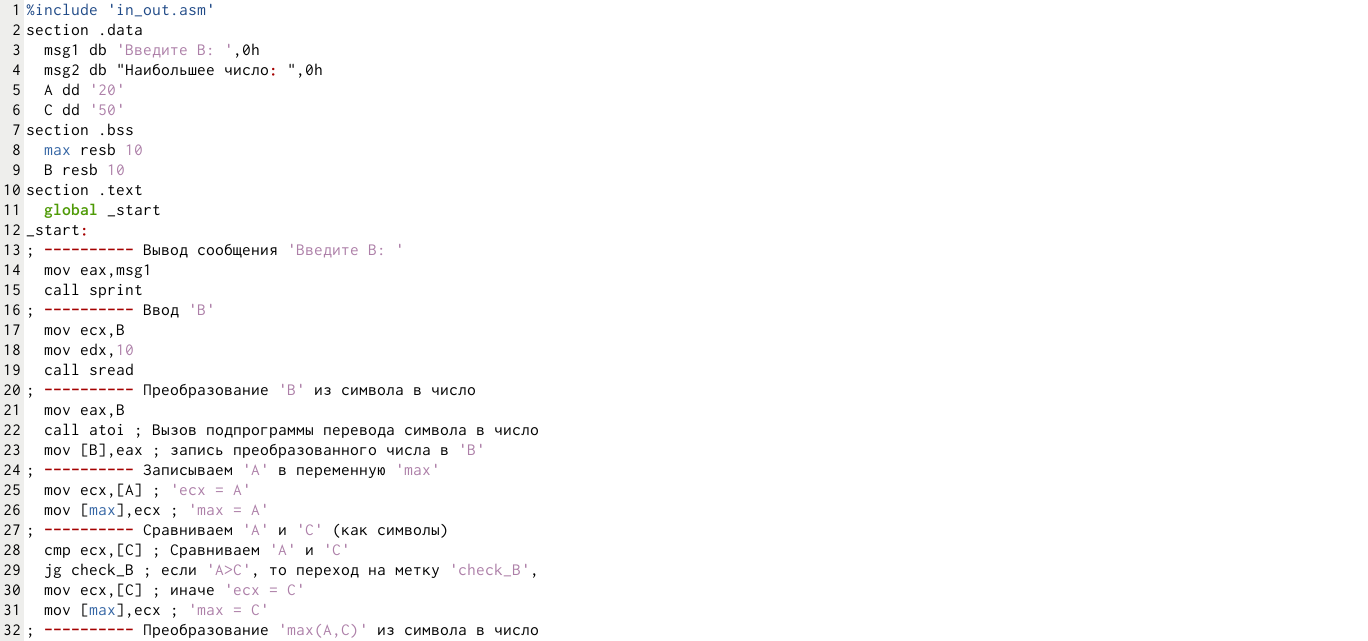 1 %include 'in_out.asm'
2 section .data
3   msg1 db 'Введите B: ',0h
4   msg2 db "Наибольшее число: ",0h
5   A dd '20'
6   C dd '50'
7 section .bss
8   max resb 10
9   B resb 10
10 section .text
11   global _start
12 _start:
13 ; ---------- Вывод сообщения 'Введите B: '
14   mov eax,msg1
15   call sprint
16 ; ---------- Ввод 'B'
17   mov ecx,B
18   mov edx,10
19   call sread
20 ; ---------- Преобразование 'B' из символа в число
21   mov eax,B
22   call atoi ; Вызов подпрограммы перевода символа в число
23   mov [B],eax ; запись преобразованного числа в 'B'
24 ; ---------- Записываем 'A' в переменную 'max'
25   mov ecx,[A] ; 'ecx = A'
26   mov [max],ecx ; 'max = A'
27 ; ---------- Сравниваем 'A' и 'C' (как символы)
28   cmp ecx,[C] ; Сравниваем 'A' и 'C'
29   jg check_B ; если 'A>C', то переход на метку 'check_B',
30   mov ecx,[C] ; иначе 'ecx = C'
31   mov [max],ecx ; 'max = C'
32 ; ---------- Преобразование 'max(A,C)' из символа в число